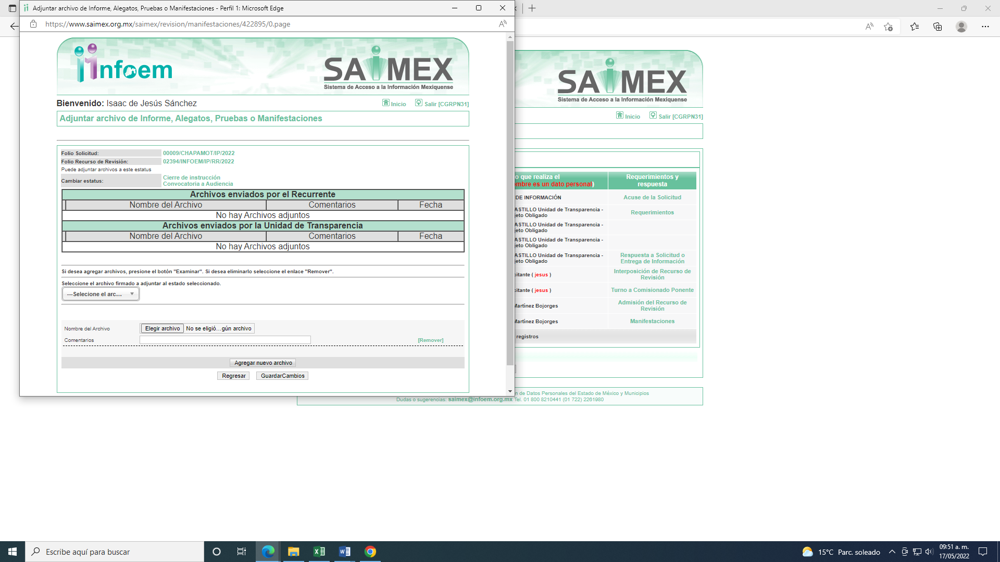 Adjuntar archivo de Informe, Alegatos, Pruebas o Manifestaciones - Perfil 1: Microsoft Edge
https://www.saimex.org.mx/saimex/revision/manifestaciones/422895/0.page
infoem
SAIMEX
Sistema de Acceso a la Información Mexiquense
Bienvenido: Isaac de Jesús Sánchez
Inicio Salir [CGRPN31]
Adjuntar archivo de Informe, Alegatos, Pruebas o Manifestaciones
Folio Solicitud: 00009/CHAPAMOT/IP/2022
Folio Recurso de Revisión: 02394/INFOEM/IP/RR/2022
Puede adjuntar archivos a este estatus
Cambiar estatus: Cierre de instrucción
Convocatoria a Audiencia
Archivos enviados por el Recurrente
Nombre del Archivo Comentarios Fecha
No hay Archivos adjuntos
Archivos enviados por la Unidad de Transparencia
Nombre del Archivo Comentarios Fecha
No hay Archivos adjuntos
Si desea agregar archivos, presione el botón "Examinar". Si desea eliminarlo seleccione el enlace "Remover".
Seleccione el archivo firmado a adjuntar al estado seleccionado.
---Selecione el arc...
Nombre del Archivo Elegir archivo No se eligió...gún archivo
Comentarios [Remover]
Agregar nuevo archivo
Regresar GuardarCambios
SAIMEX
Sistema de Acceso a la Información Mexiquense
Inicio Salir [CGRPN31]
o que realiza el
ombre es un dato personal)
Requerimientos y
respuesta
DE INFORMACIÓN Acuse de la Solicitud
ASTILLO Unidad de Transparencia -
jeto Obligado
Requerimientos
ASTILLO Unidad de Transparencia -
jeto Obligado
ASTILLO Unidad de Transparencia -
jeto Obligado
ASTILLO Unidad de Transparencia -
jeto Obligado
Respuesta a Solicitud o
Entrega de Información
citante ( jesus )
Interposición de Recurso de
Revisión
citante ( jesus ) Turno a Comisionado Ponente
Martínez Bojorges
Admisión del Recurso de
Revisión
Martínez Bojorges Manifestaciones
registros
n de Datos Personales del Estado de México y Municipios
Dudas o sugerencias: saimex@infoem.org.mx Tel. 01 800 8210441 (01 722) 2261980
Escribe aquí para buscar
15°C Parc. soleado
09:51 a. m.
17/05/2022